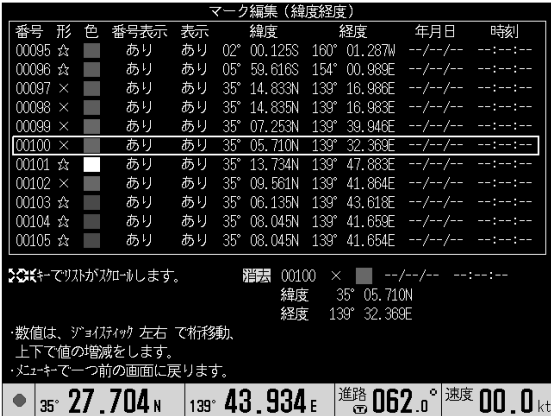 マーク編集（緯度経度）
番号 形 色 番号表示 表示 緯度 経度 年月日 時刻
00095 ☆ あり あり 02° 00.125S 160° 01.287W --/--/-- --:--:--
00096 ☆ あり あり 05° 59.616S 154° 00.989E --/--/-- --:--:--
00097 × あり あり 35° 14.833N 139° 16.986E --/--/-- --:--:--
00098 × あり あり 35° 14.835N 139° 16.983E --/--/-- --:--:--
00099 × あり あり 35° 07.253N 139° 39.946E --/--/-- --:--:--
00100 × あり あり 35° 05.710N 139° 32.369E --/--/-- --:--:--
00101 ☆ あり あり 35° 13.734N 139° 47.883E --/--/-- --:--:--
00102 × あり あり 35° 09.561N 139° 41.864E --/--/-- --:--:--
00103 ☆ あり あり 35° 06.135N 139° 43.618E --/--/-- --:--:--
00104 ☆ あり あり 35° 08.045N 139° 41.659E --/--/-- --:--:--
00105 ☆ あり あり 35° 08.045N 139° 41.654E --/--/-- --:--:--
キーでリストがスクロールします。 消去 00100 × --/--/-- --:--:--
緯度 35° 05.710N
経度 139° 32.369E
・数値は、ジョイスティック 左右 で桁移動、
上下で値の増減をします。
・メニューキーで一つ前の画面に戻ります。
35° 27.704 N 139° 43.934 E 進路 062.0° 速度 00.0 kt